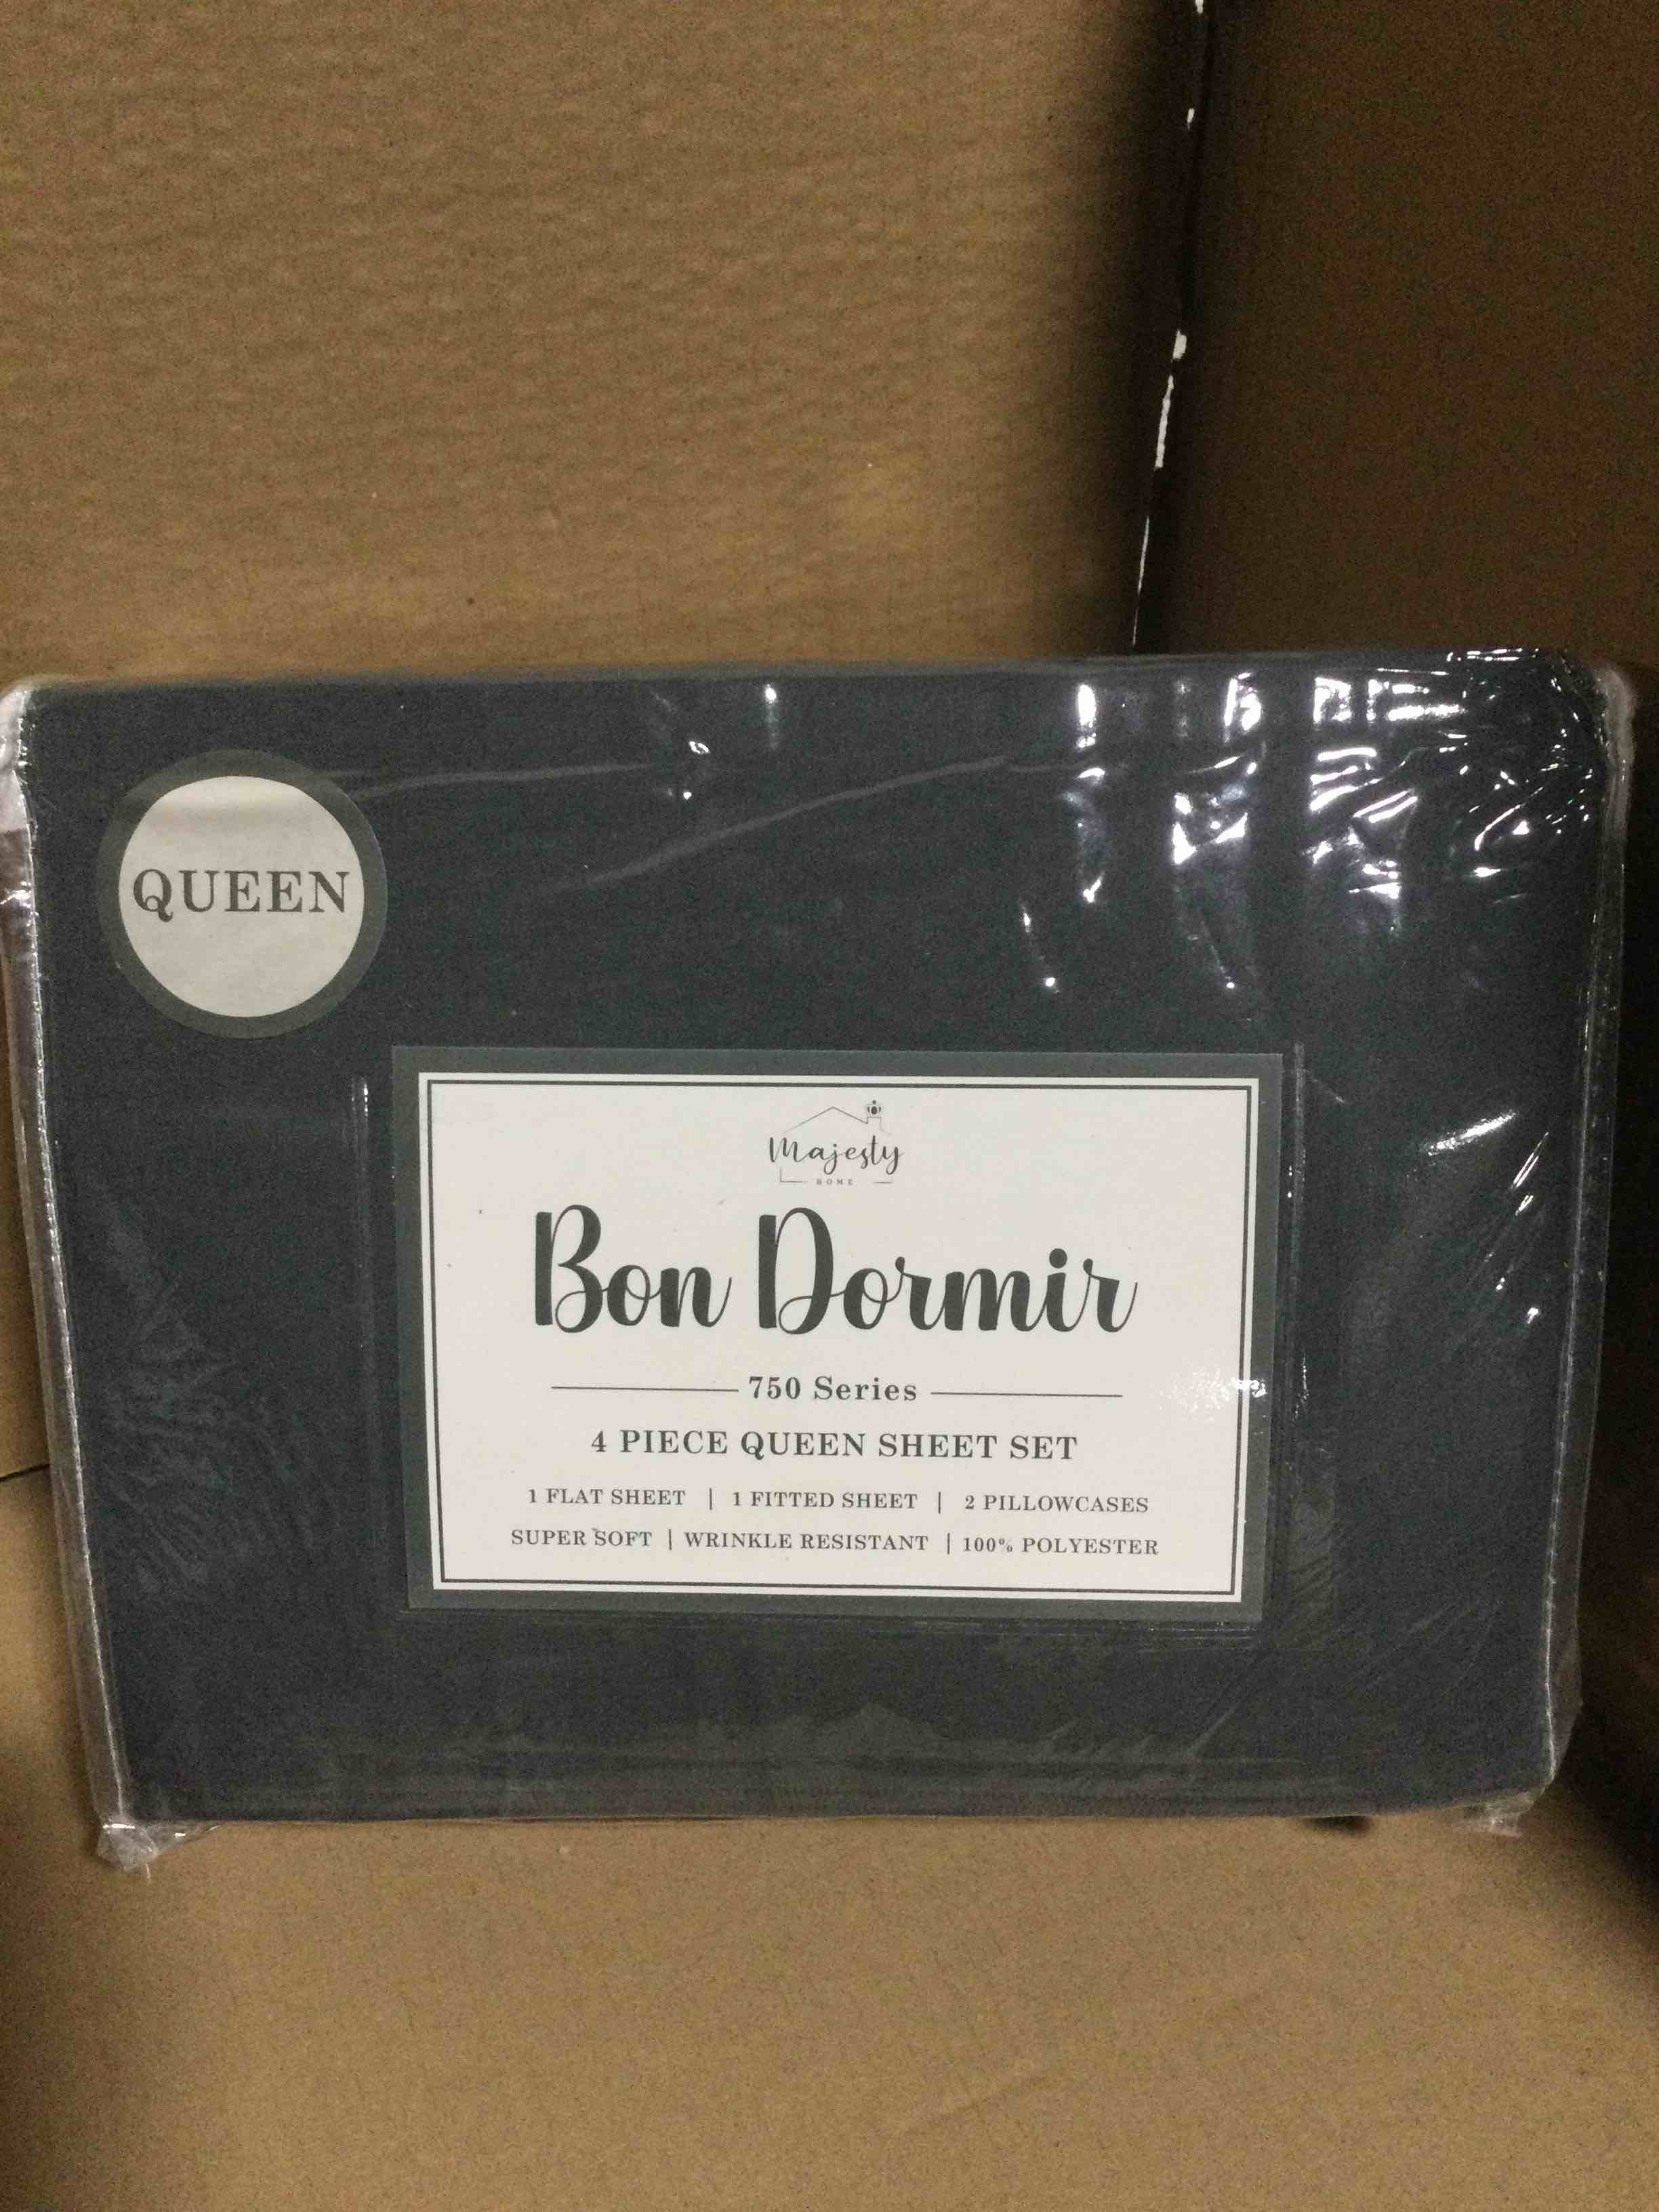 QUEEN
Majesty
HOME
Bon Dormir
750 Series
4 PIECE QUEEN SHEET SET
1 FLAT SHEET | 1 FITTED SHEET | 2 PILLOWCASES
SUPER SOFT | WRINKLE RESISTANT | 100% POLYESTER